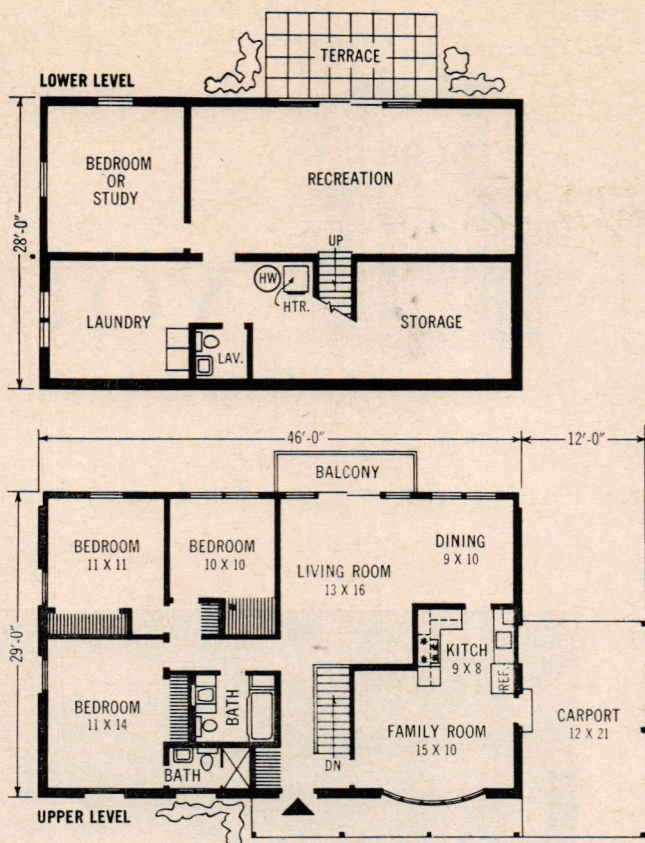 TERRACE
LOWER LEVEL
BEDROOM
OR
STUDY
RECREATION
28'-0"
UP
HW
HTR.
LAUNDRY
LAV.
STORAGE
46'-0"
12'-0"
BALCONY
BEDROOM
11 X 11
BEDROOM
10 X 10
LIVING ROOM
13 X 16
DINING
9 X 10
29'-0"
KITCH
9 X 8
REF.
BEDROOM
11 X 14
BATH
BATH
FAMILY ROOM
15 X 10
CARPORT
12 X 21
DN
UPPER LEVEL